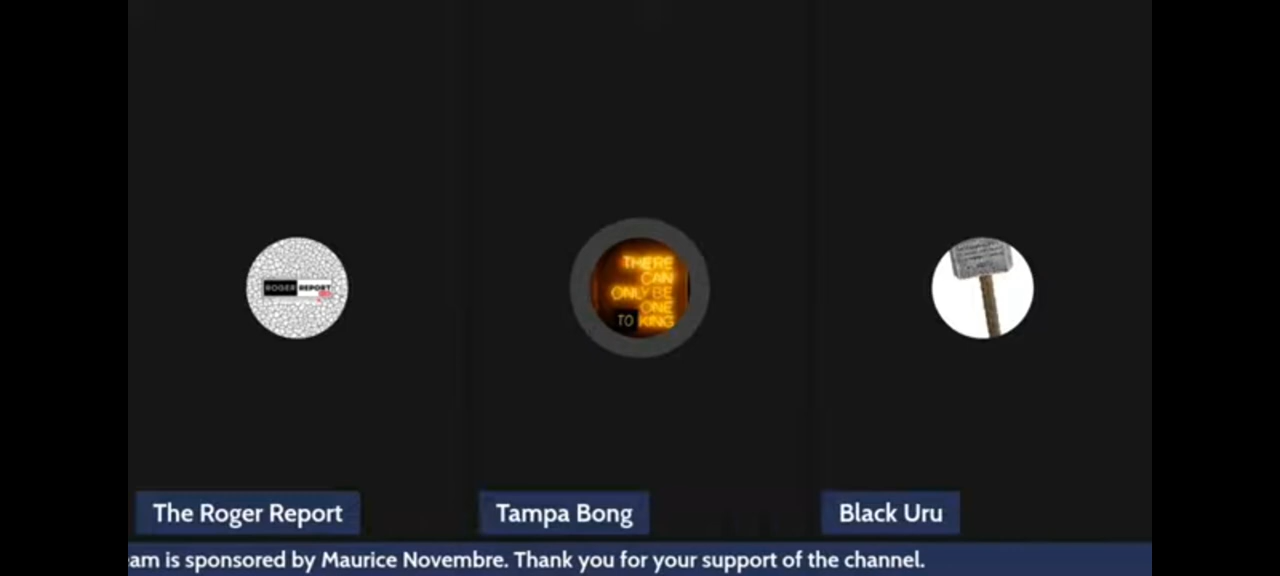 ROGER REPORT
THERE
CAN
ONLY BE
ONE
TO KING
The Roger Report
Tampa Bong
Black Uru
am is sponsored by Maurice Novembre. Thank you for your support of the channel.